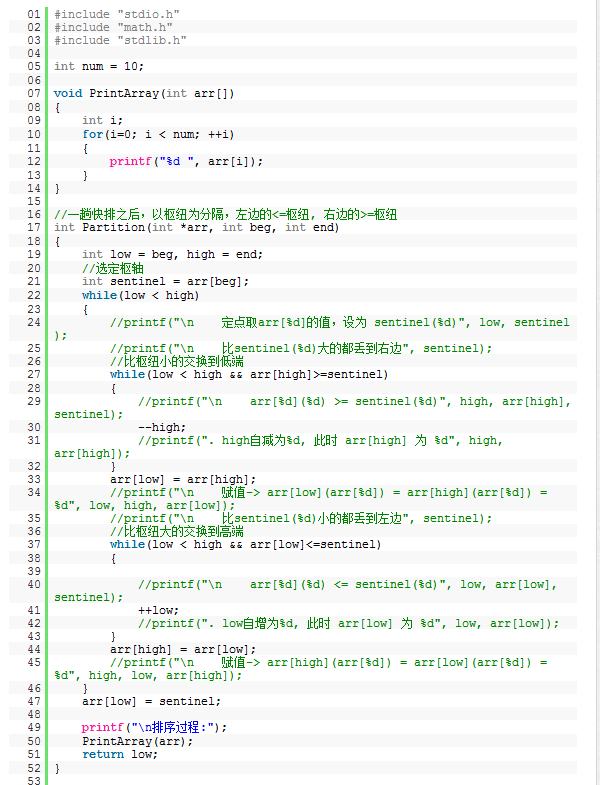 01 #include "stdio.h"
02 #include "math.h"
03 #include "stdlib.h"
04
05 int num = 10;
06
07 void PrintArray(int arr[])
08 {
09     int i;
10     for(i=0; i < num; ++i)
11     {
12         printf("%d ", arr[i]);
13     }
14 }
15
16 //一趟快排之后，以枢纽为分隔，左边的<=枢纽, 右边的>=枢纽
17 int Partition(int *arr, int beg, int end)
18 {
19     int low = beg, high = end;
20     //选定枢轴
21     int sentinel = arr[beg];
22     while(low < high)
23     {
24         //printf("\n    定点取arr[%d]的值，设为 sentinel(%d)", low, sentinel
);
25         //printf("\n    比sentinel(%d)大的都丢到右边", sentinel);
26         //比枢纽小的交换到低端
27         while(low < high && arr[high]>=sentinel)
28         {
29             //printf("\n    arr[%d](%d) >= sentinel(%d)", high, arr[high],
sentinel);
30             --high;
31             //printf(". high自减为%d, 此时 arr[high] 为 %d", high,
arr[high]);
32         }
33         arr[low] = arr[high];
34         //printf("\n    赋值-> arr[low](arr[%d]) = arr[high](arr[%d]) =
%d", low, high, arr[low]);
35         //printf("\n    比sentinel(%d)小的都丢到左边", sentinel);
36         //比枢纽大的交换到高端
37         while(low < high && arr[low]<=sentinel)
38         {
39
40             //printf("\n    arr[%d](%d) <= sentinel(%d)", low, arr[low],
sentinel);
41             ++low;
42             //printf(". low自增为%d, 此时 arr[low] 为 %d", low, arr[low]);
43         }
44         arr[high] = arr[low];
45         //printf("\n    赋值-> arr[high](arr[%d]) = arr[low](arr[%d]) =
%d", high, low, arr[high]);
46     }
47     arr[low] = sentinel;
48
49     printf("\n排序过程:");
50     PrintArray(arr);
51     return low;
52 }
53